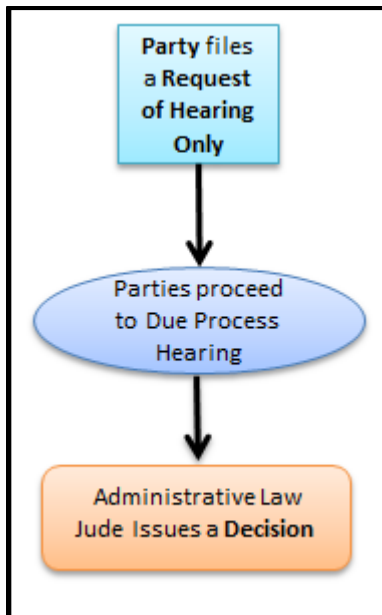 Party files
a Request
of Hearing
Only
Parties proceed
to Due Process
Hearing
Administrative Law
Jude Issues a Decision